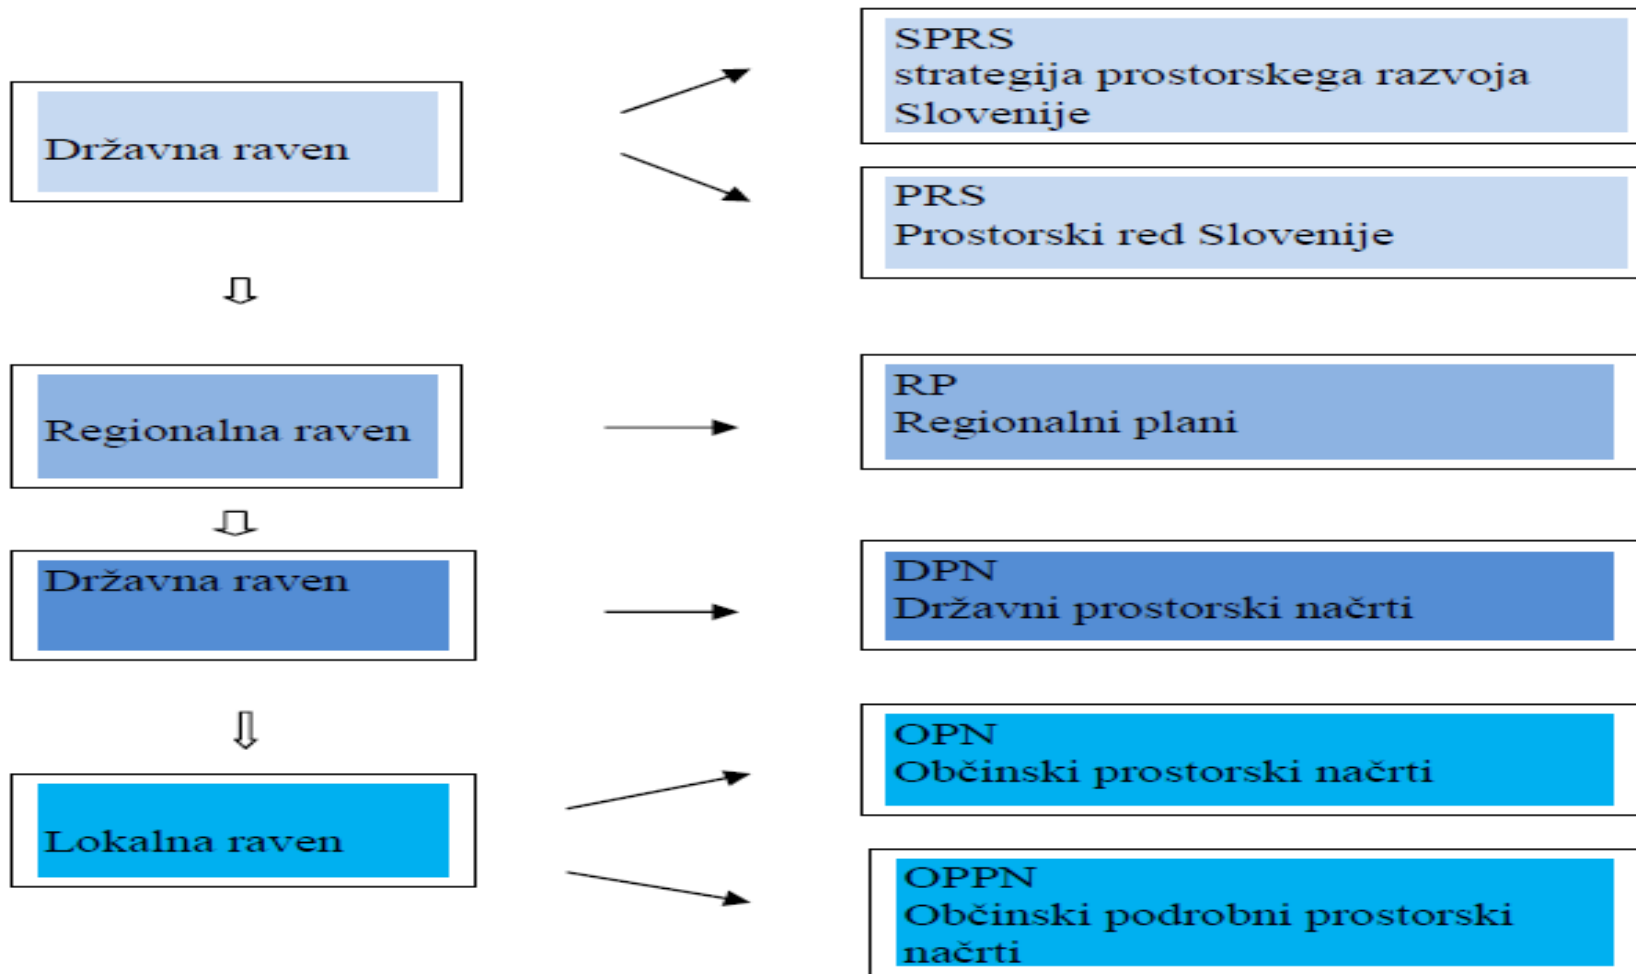 Državna raven
SPRS
strategija prostorskega razvoja
Slovenije
PRS
Prostorski red Slovenije
Regionalna raven
RP
Regionalni plani
Državna raven
DPN
Državni prostorski načrti
Lokalna raven
OPN
Občinski prostorski načrti
OPPN
Občinski podrobni prostorski
načrti